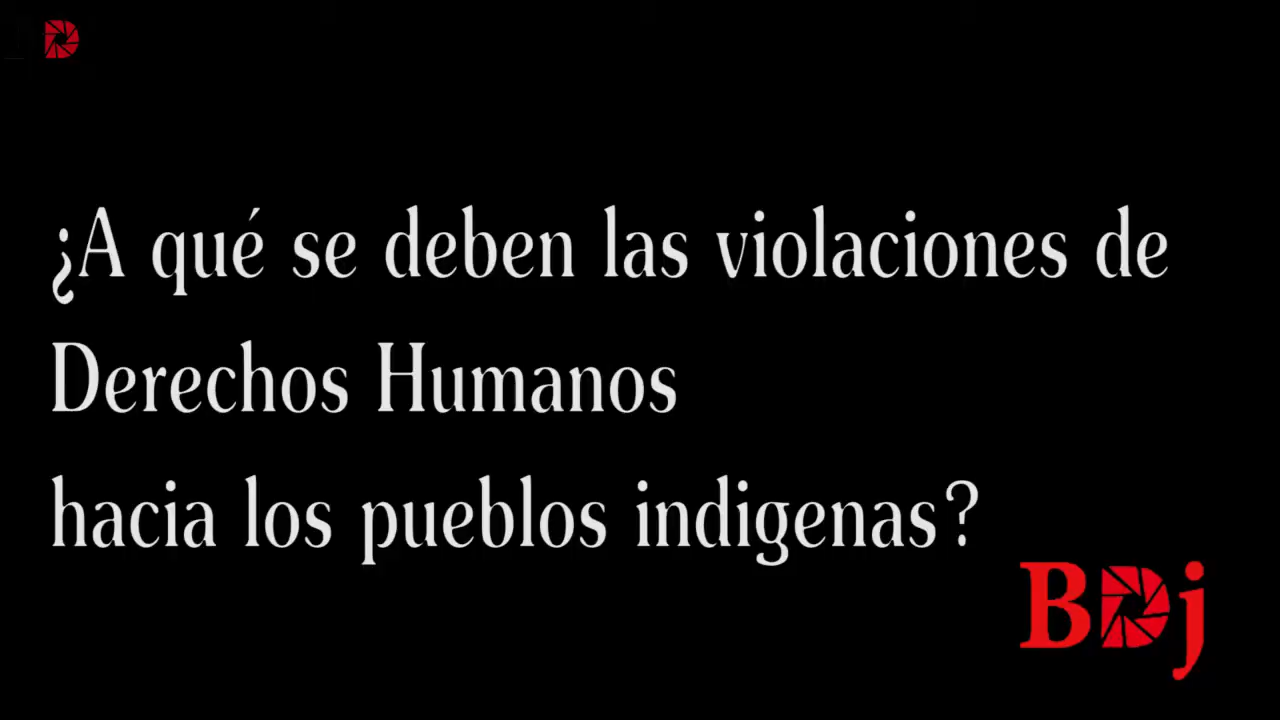 D
¿A qué se deben las violaciones de
Derechos Humanos
hacia los pueblos indigenas?
BDj